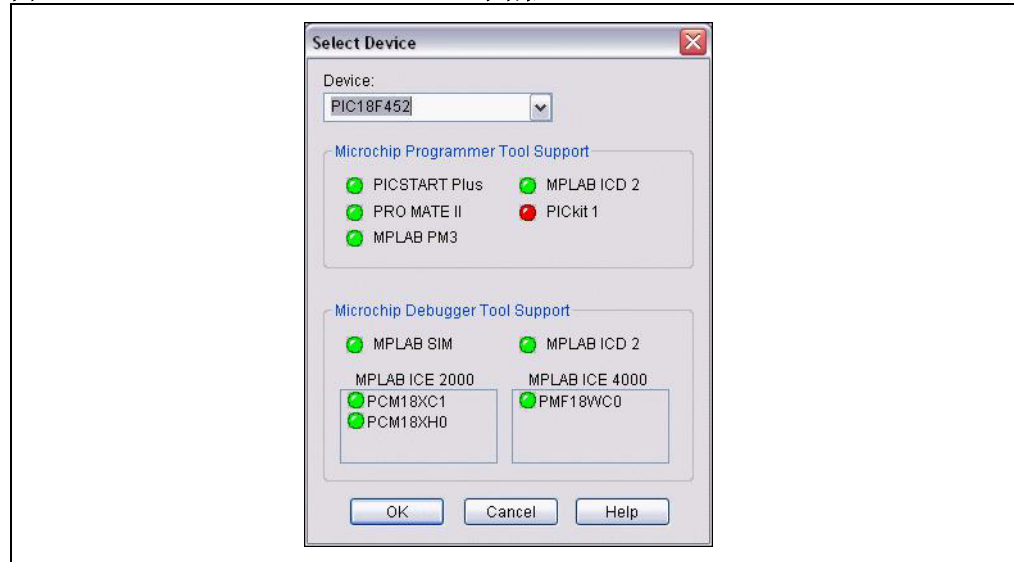 Select Device
Device:
PIC18F452
Microchip Programmer Tool Support
PICSTART Plus
MPLAB ICD 2
PRO MATE II
PICkit 1
MPLAB PM3
Microchip Debugger Tool Support
MPLAB SIM
MPLAB ICD 2
MPLAB ICE 2000
MPLAB ICE 4000
PCM18XC1
PMF18WC0
PCM18XH0
OK
Cancel
Help